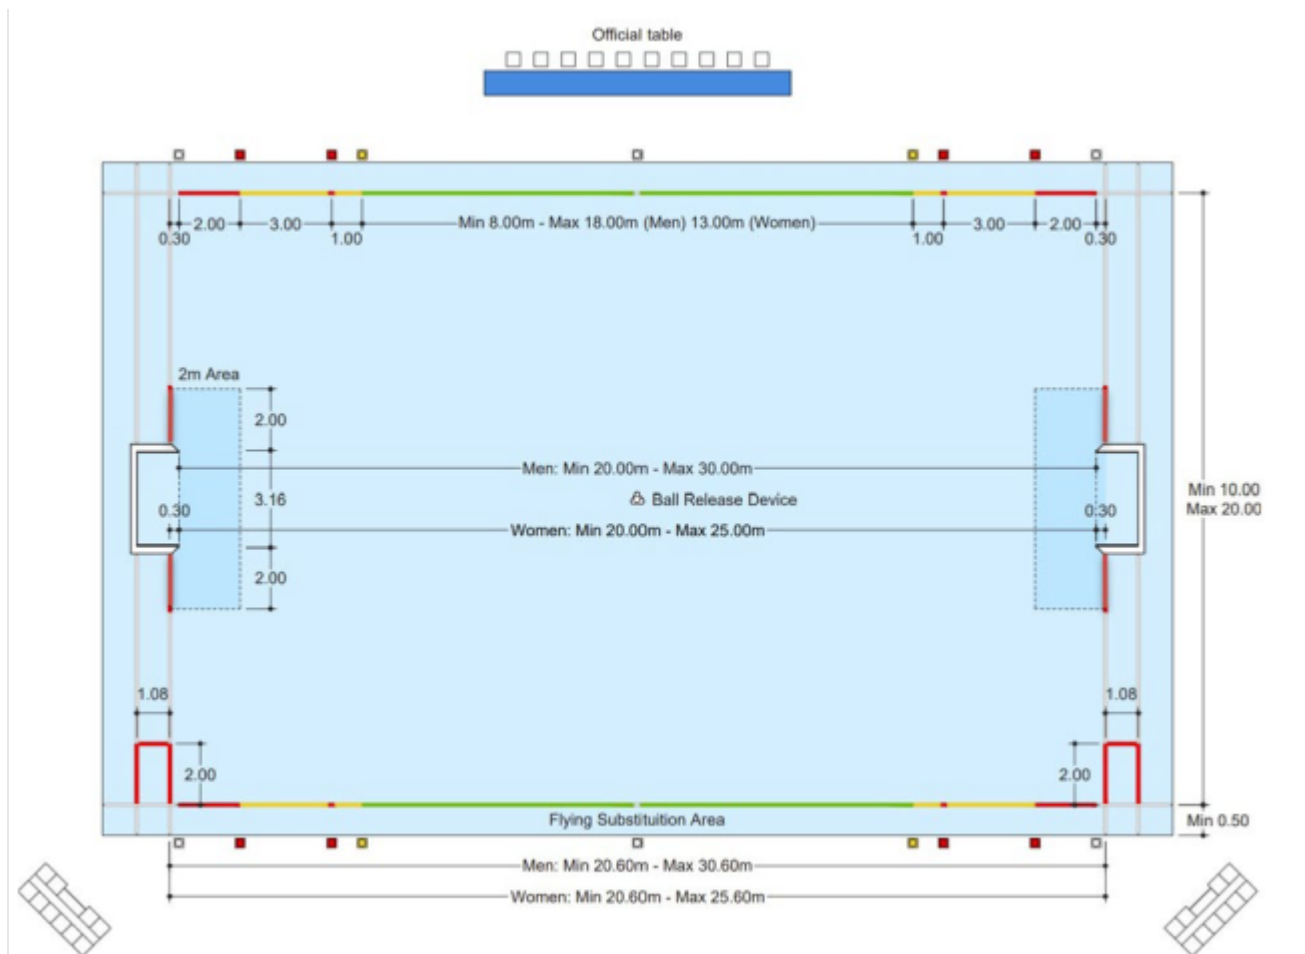 Official table
2.00 3.00 Min 8.00m - Max 18.00m (Men) 13.00m (Women) 3.00 2.00
0.30 1.00 1.00 0.30
2m Area
2.00
Men: Min 20.00m - Max 30.00m
3.16 Ball Release Device Min 10.00
0.30 0.30 Max 20.00
Women: Min 20.00m - Max 25.00m
2.00
1.08 1.08
2.00 2.00
Flying Substituition Area Min 0.50
Men: Min 20.60m - Max 30.60m
Women: Min 20.60m - Max 25.60m